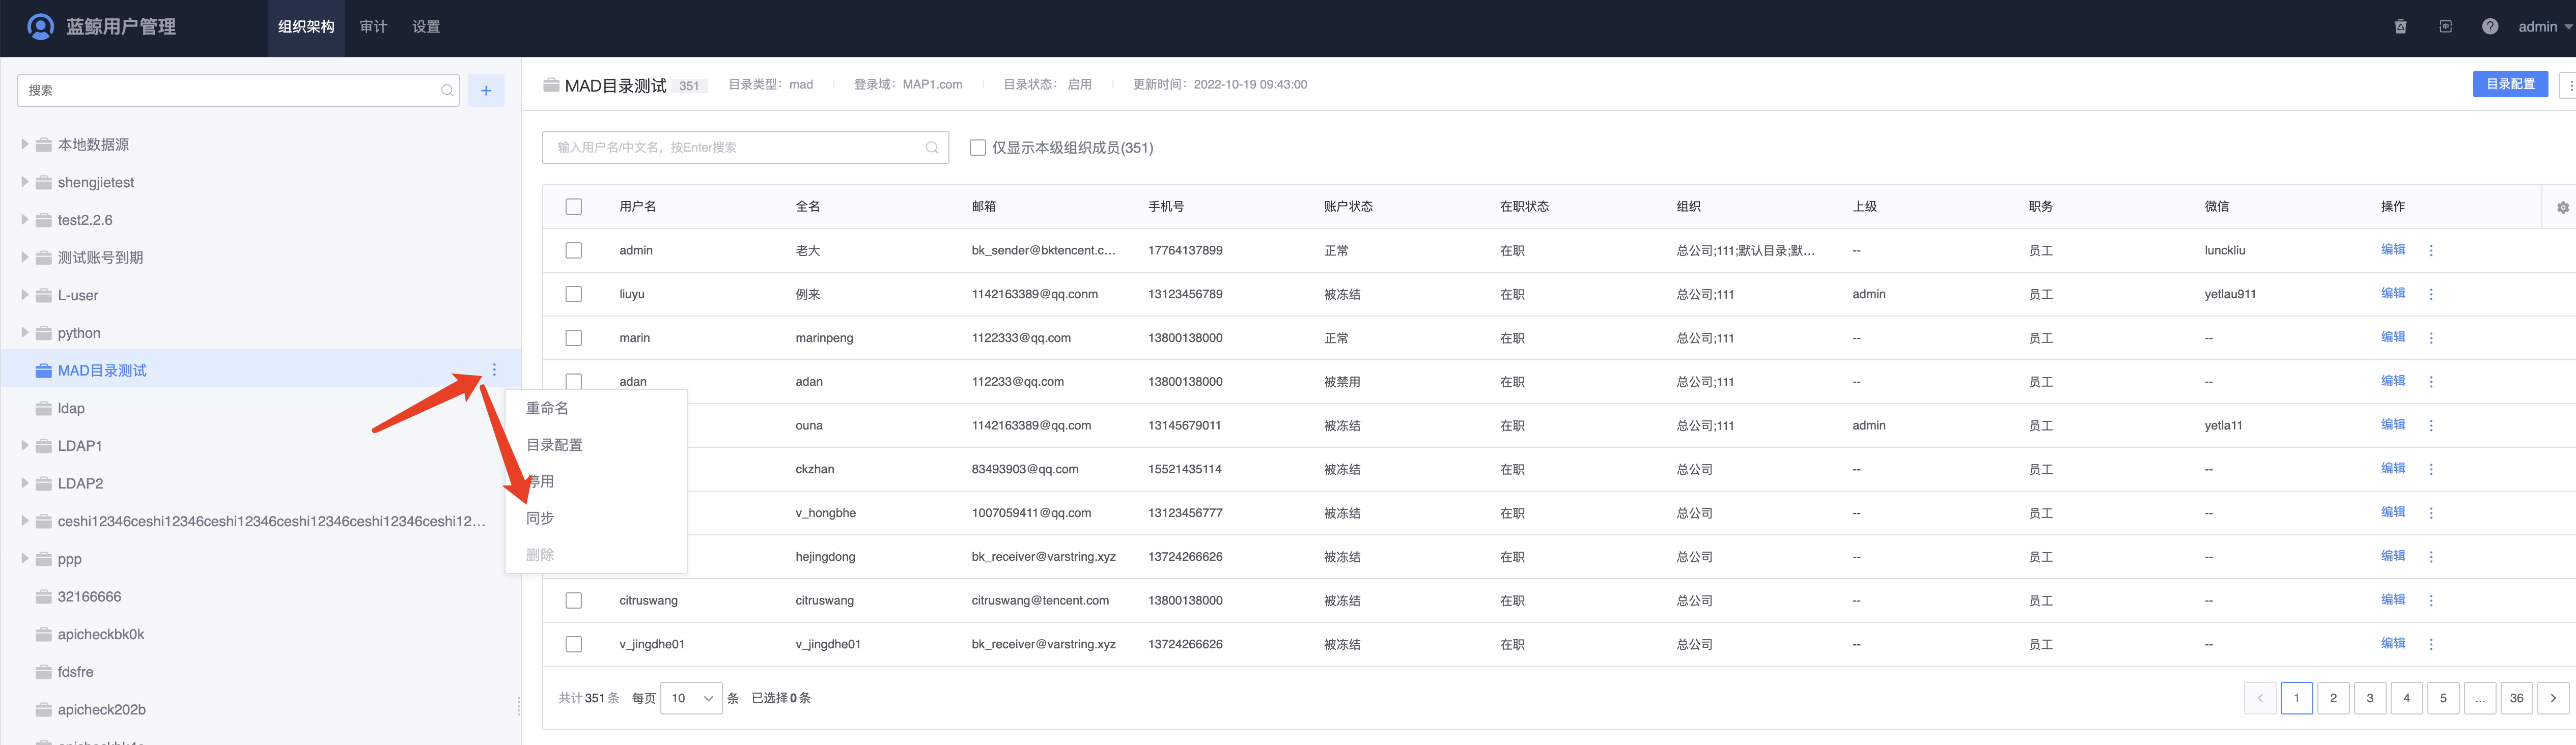 蓝鲸用户管理 组织架构 审计 设置 admin
搜索
+
本地数据源
shengjietest
test2.2.6
测试账号到期
L-user
python
MAD目录测试
ldap
LDAP1
LDAP2
ceshi12346ceshi12346ceshi12346ceshi12346ceshi12346ceshi12...
ppp
32166666
apicheckbk0k
fdsfre
apicheck202b
重命名
目录配置
停用
同步
删除
MAD目录测试 351 目录类型：mad 登录域：MAP1.com 目录状态：启用 更新时间：2022-10-19 09:43:00 目录配置
输入用户名/中文名，按Enter搜索 仅显示本级组织成员(351)
用户名 全名 邮箱 手机号 账户状态 在职状态 组织 上级 职务 微信 操作
admin 老大 bk_sender@bktencent.c... 17764137899 正常 在职 总公司;111;默认目录;默... -- 员工 lunckliu 编辑
liuyu 例来 1142163389@qq.conm 13123456789 被冻结 在职 总公司;111 admin 员工 yetlau911 编辑
marin marinpeng 1122333@qq.com 13800138000 正常 在职 总公司;111 -- 员工 -- 编辑
adan adan 112233@qq.com 13800138000 被禁用 在职 总公司;111 -- 员工 -- 编辑
ouna 1142163389@qq.com 13145679011 被冻结 在职 总公司;111 admin 员工 yetla11 编辑
ckzhan 83493903@qq.com 15521435114 被冻结 在职 总公司 -- 员工 -- 编辑
v_hongbhe 1007059411@qq.com 13123456777 被冻结 在职 总公司 -- 员工 -- 编辑
hejingdong bk_receiver@varstring.xyz 13724266626 被冻结 在职 总公司 -- 员工 -- 编辑
citruswang citruswang citruswang@tencent.com 13800138000 被冻结 在职 总公司 -- 员工 -- 编辑
v_jingdhe01 v_jingdhe01 bk_receiver@varstring.xyz 13724266626 被冻结 在职 总公司 -- 员工 -- 编辑
共计351条 每页 10 条 已选择0条 1 2 3 4 5 ... 36